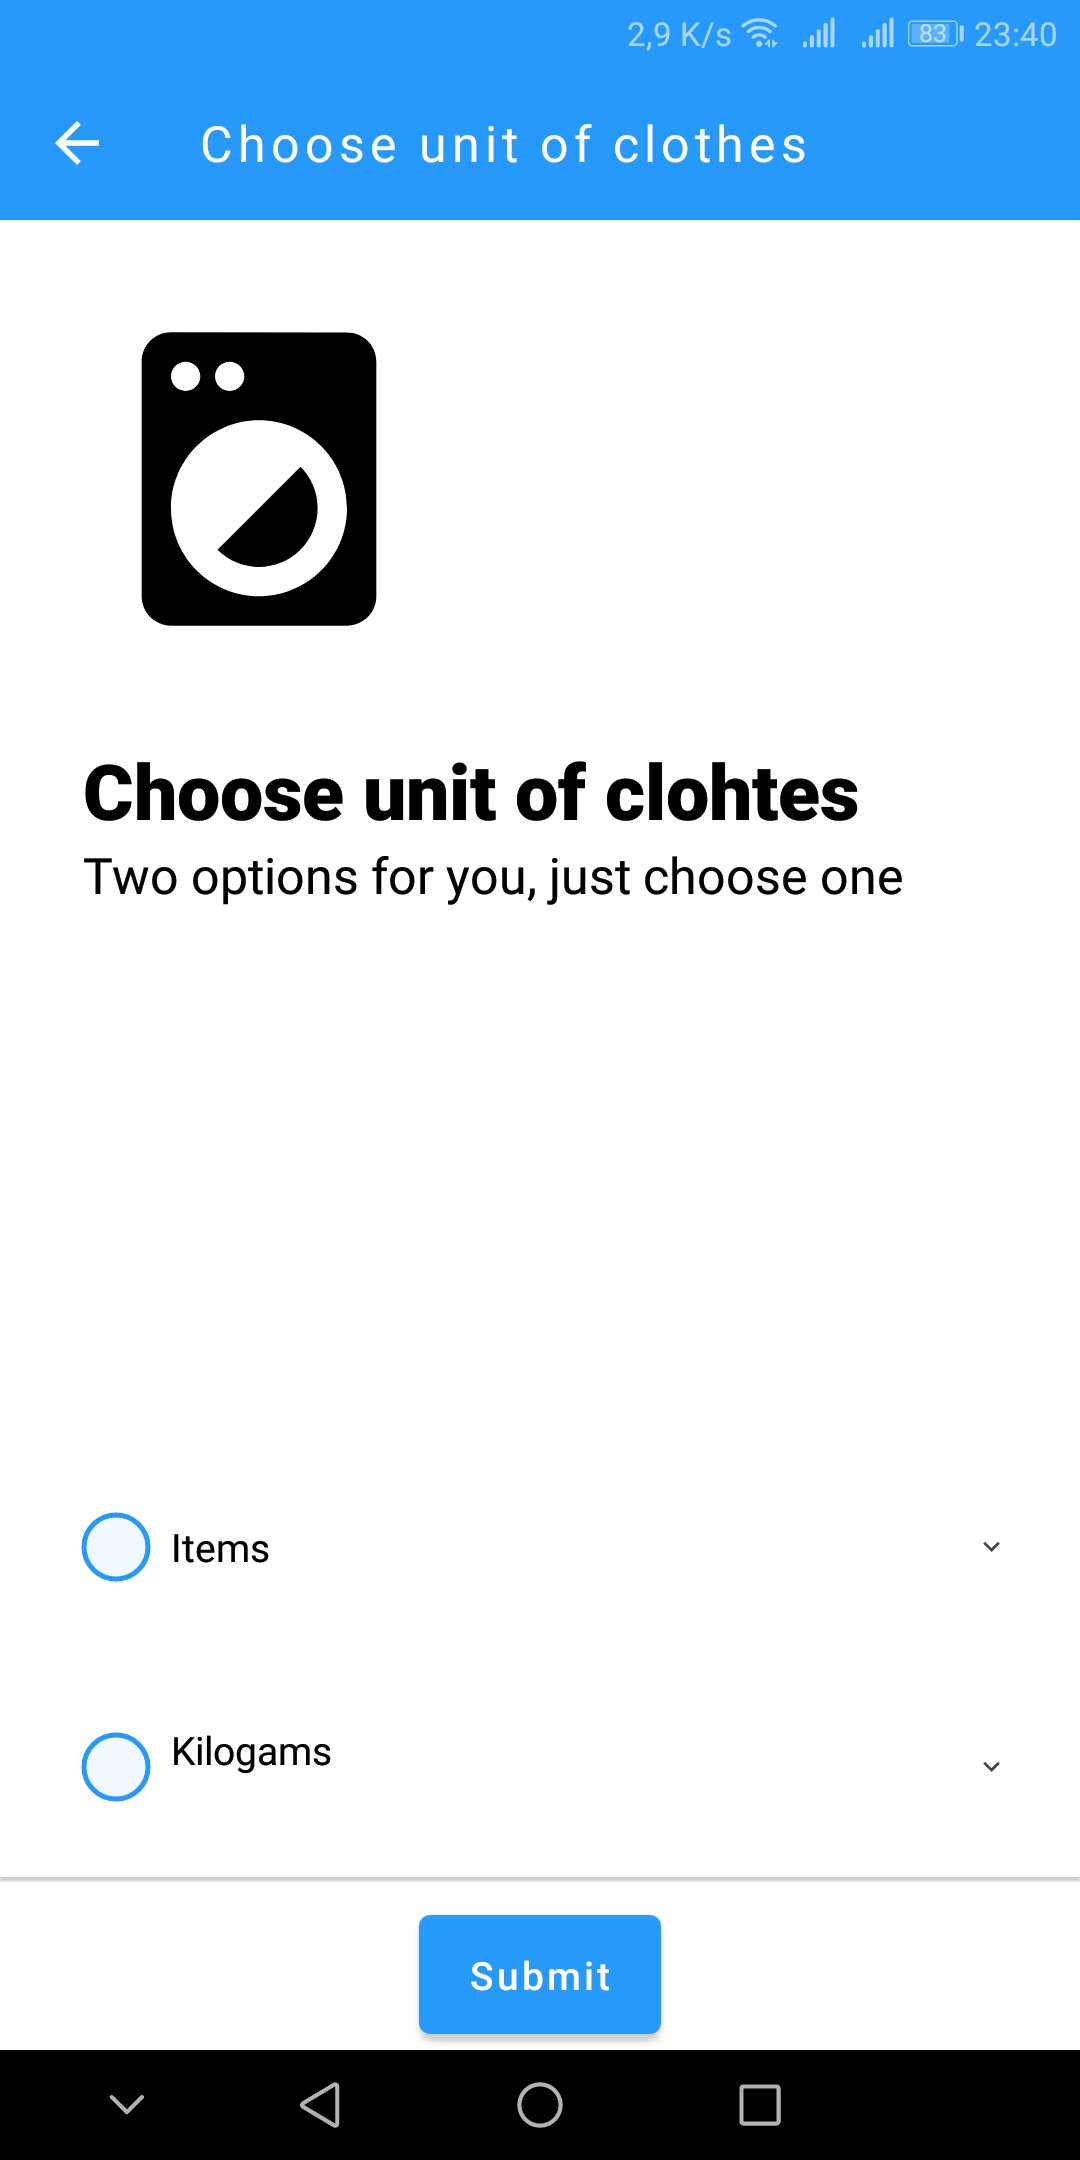 2,9 K/s 83 23:40
Choose unit of clothes
Choose unit of clohtes
Two options for you, just choose one
Items
Kilogams
Submit